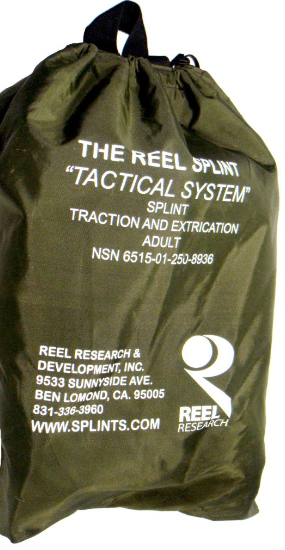 THE REEL SPLINT
“TACTICAL SYSTEM”
SPLINT
TRACTION AND EXTRICATION
ADULT
NSN 6515-01-250-8936
REEL RESEARCH &
DEVELOPMENT, INC.
9533 SUNNYSIDE AVE.
BEN LOMOND, CA. 95005
831-336-3960
WWW.SPLINTS.COM
REEL
RESEARCH